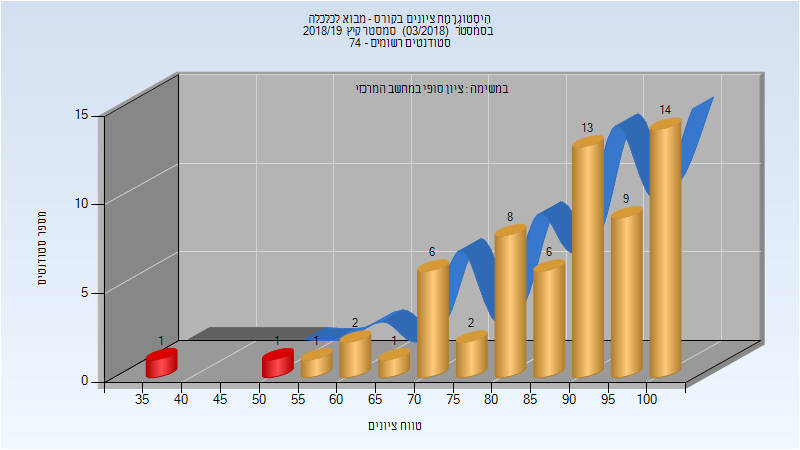 היסטוגרמת ציונים בקורס - מבוא לכלכלה
בסמסטר (03/2018) סמסטר קיץ 2018/19
סטודנטים רשומים - 74
במשימה : ציון סופי במחשב המרכזי
מספר סטודנטים
15
10
5
0
1
1
1
2
1
6
2
8
6
13
9
14
35 40 45 50 55 60 65 70 75 80 85 90 95 100
טווח ציונים